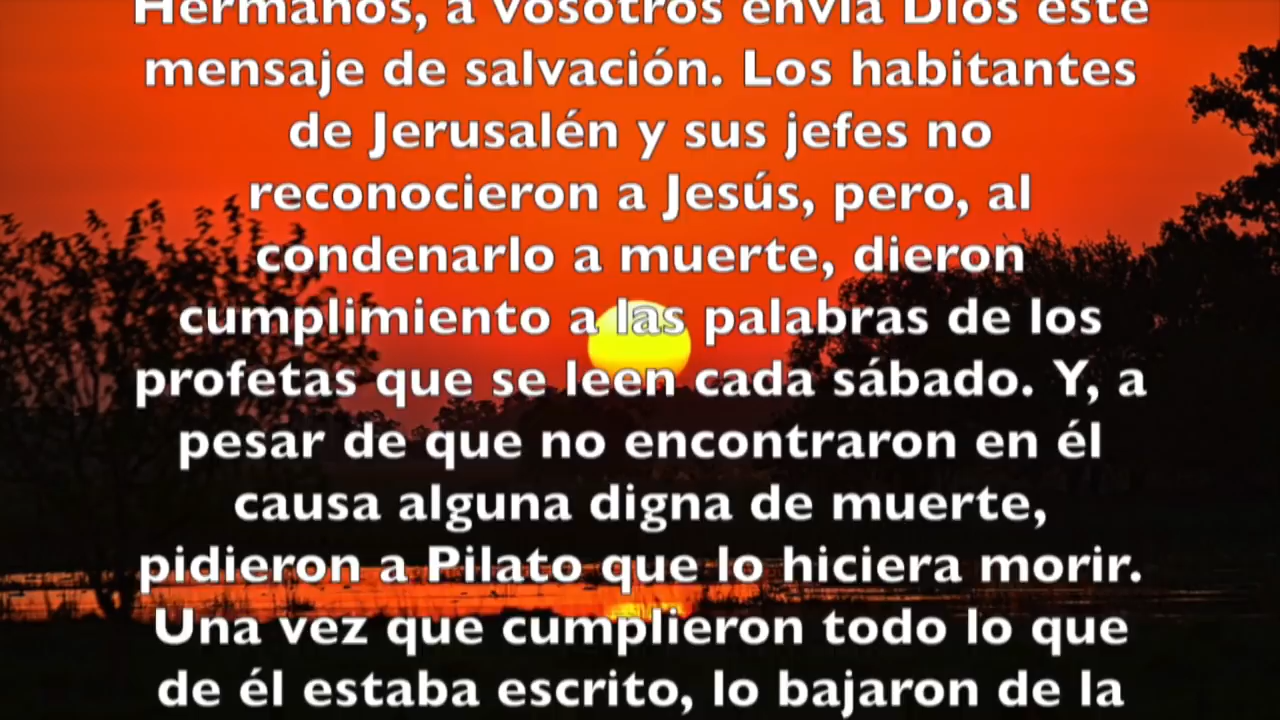 Hermanos, a vosotros envía Dios este
mensaje de salvación. Los habitantes
de Jerusalén y sus jefes no
reconocieron a Jesús, pero, al
condenarlo a muerte, dieron
cumplimiento a las palabras de los
profetas que se leen cada sábado. Y, a
pesar de que no encontraron en él
causa alguna digna de muerte,
pidieron a Pilato que lo hiciera morir.
Una vez que cumplieron todo lo que
de él estaba escrito, lo bajaron de la